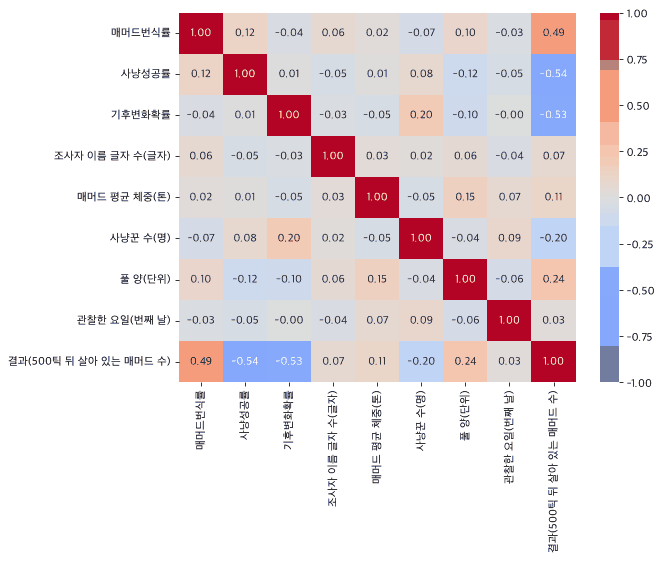 매머드번식률 1.00 0.12 -0.04 0.06 0.02 -0.07 0.10 -0.03 0.49
사냥성공률 0.12 1.00 0.01 -0.05 0.01 0.08 -0.12 -0.05 -0.54
기후변화확률 -0.04 0.01 1.00 -0.03 -0.05 0.20 -0.10 -0.00 -0.53
조사자 이름 글자 수(글자) 0.06 -0.05 -0.03 1.00 0.03 0.02 0.06 -0.04 0.07
매머드 평균 체중(톤) 0.02 0.01 -0.05 0.03 1.00 -0.05 0.15 0.07 0.11
사냥꾼 수(명) -0.07 0.08 0.20 0.02 -0.05 1.00 -0.04 0.09 -0.20
풀 양(단위) 0.10 -0.12 -0.10 0.06 0.15 -0.04 1.00 -0.06 0.24
관찰한 요일(번째 날) -0.03 -0.05 -0.00 -0.04 0.07 0.09 -0.06 1.00 0.03
결과(500틱 뒤 살아 있는 매머드 수) 0.49 -0.54 -0.53 0.07 0.11 -0.20 0.24 0.03 1.00
매머드번식률
사냥성공률
기후변화확률
조사자 이름 글자 수(글자)
매머드 평균 체중(톤)
사냥꾼 수(명)
풀 양(단위)
관찰한 요일(번째 날)
결과(500틱 뒤 살아 있는 매머드 수)
1.00
0.75
0.50
0.25
0.00
-0.25
-0.50
-0.75
-1.00